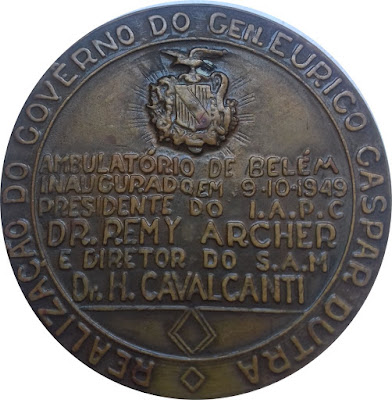 REALIZAÇÃO DO GOVÊRNO DO GEN. EURICO GASPAR DUTRA
AMBULATÓRIO DE BELÉM
INAUGURADO EM 9-10-1949
PRESIDENTE DO I.A.P.C
DR. REMY ARCHER
E DIRETOR DO S.A.M
Dr. H. CAVALCANTI